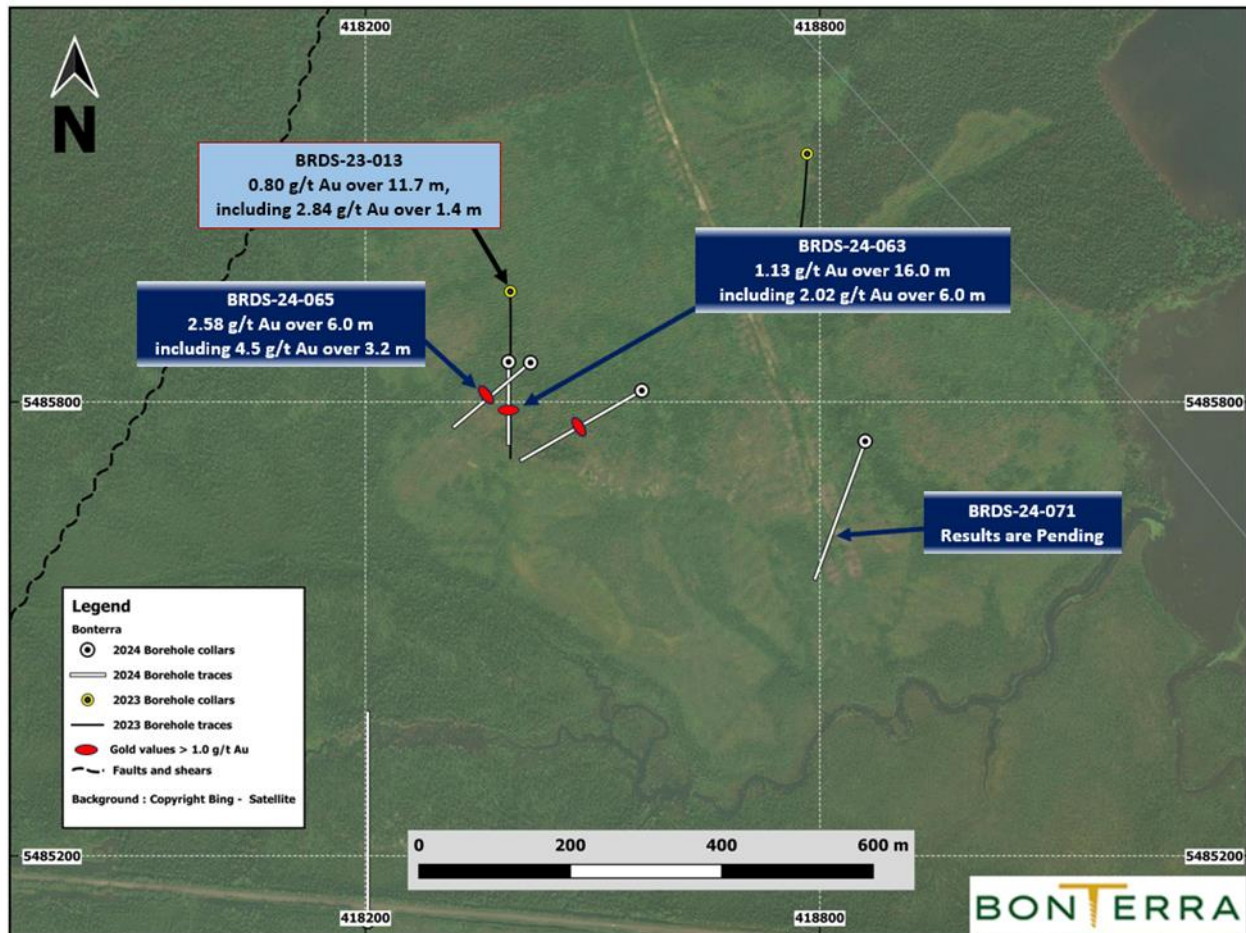 418200
418800
N
BRDS-23-013
0.80 g/t Au over 11.7 m,
including 2.84 g/t Au over 1.4 m
BRDS-24-063
1.13 g/t Au over 16.0 m
including 2.02 g/t Au over 6.0 m
BRDS-24-065
2.58 g/t Au over 6.0 m
including 4.5 g/t Au over 3.2 m
5485800
5485800
BRDS-24-071
Results are Pending
Legend
Bonterra
2024 Borehole collars
2024 Borehole traces
2023 Borehole collars
2023 Borehole traces
Gold values > 1.0 g/t Au
Faults and shears
Background : Copyright Bing - Satellite
0 200 400 600 m
5485200
5485200
418200
418800
BONTERRA